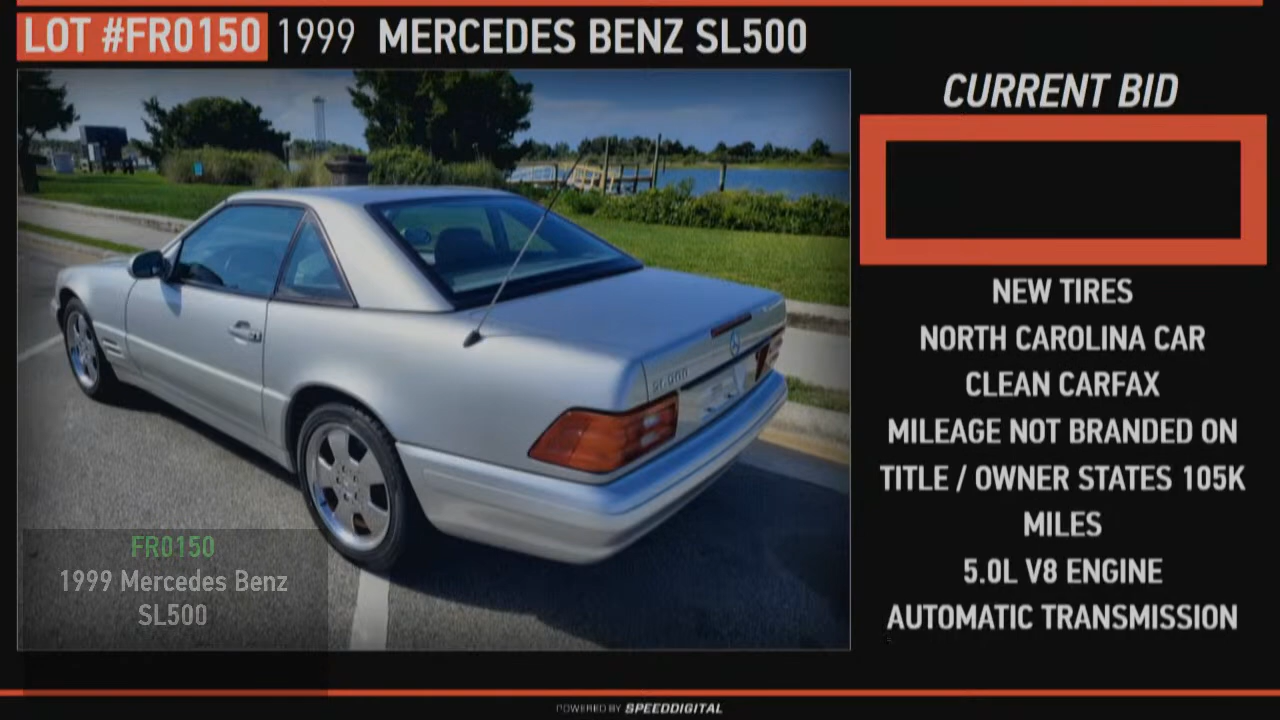 LOT #FR0150 1999 MERCEDES BENZ SL500
CURRENT BID
NEW TIRES
NORTH CAROLINA CAR
CLEAN CARFAX
MILEAGE NOT BRANDED ON
TITLE / OWNER STATES 105K
MILES
5.0L V8 ENGINE
AUTOMATIC TRANSMISSION
FR0150
1999 Mercedes Benz
SL500
POWERED BY SPEEDDIGITAL